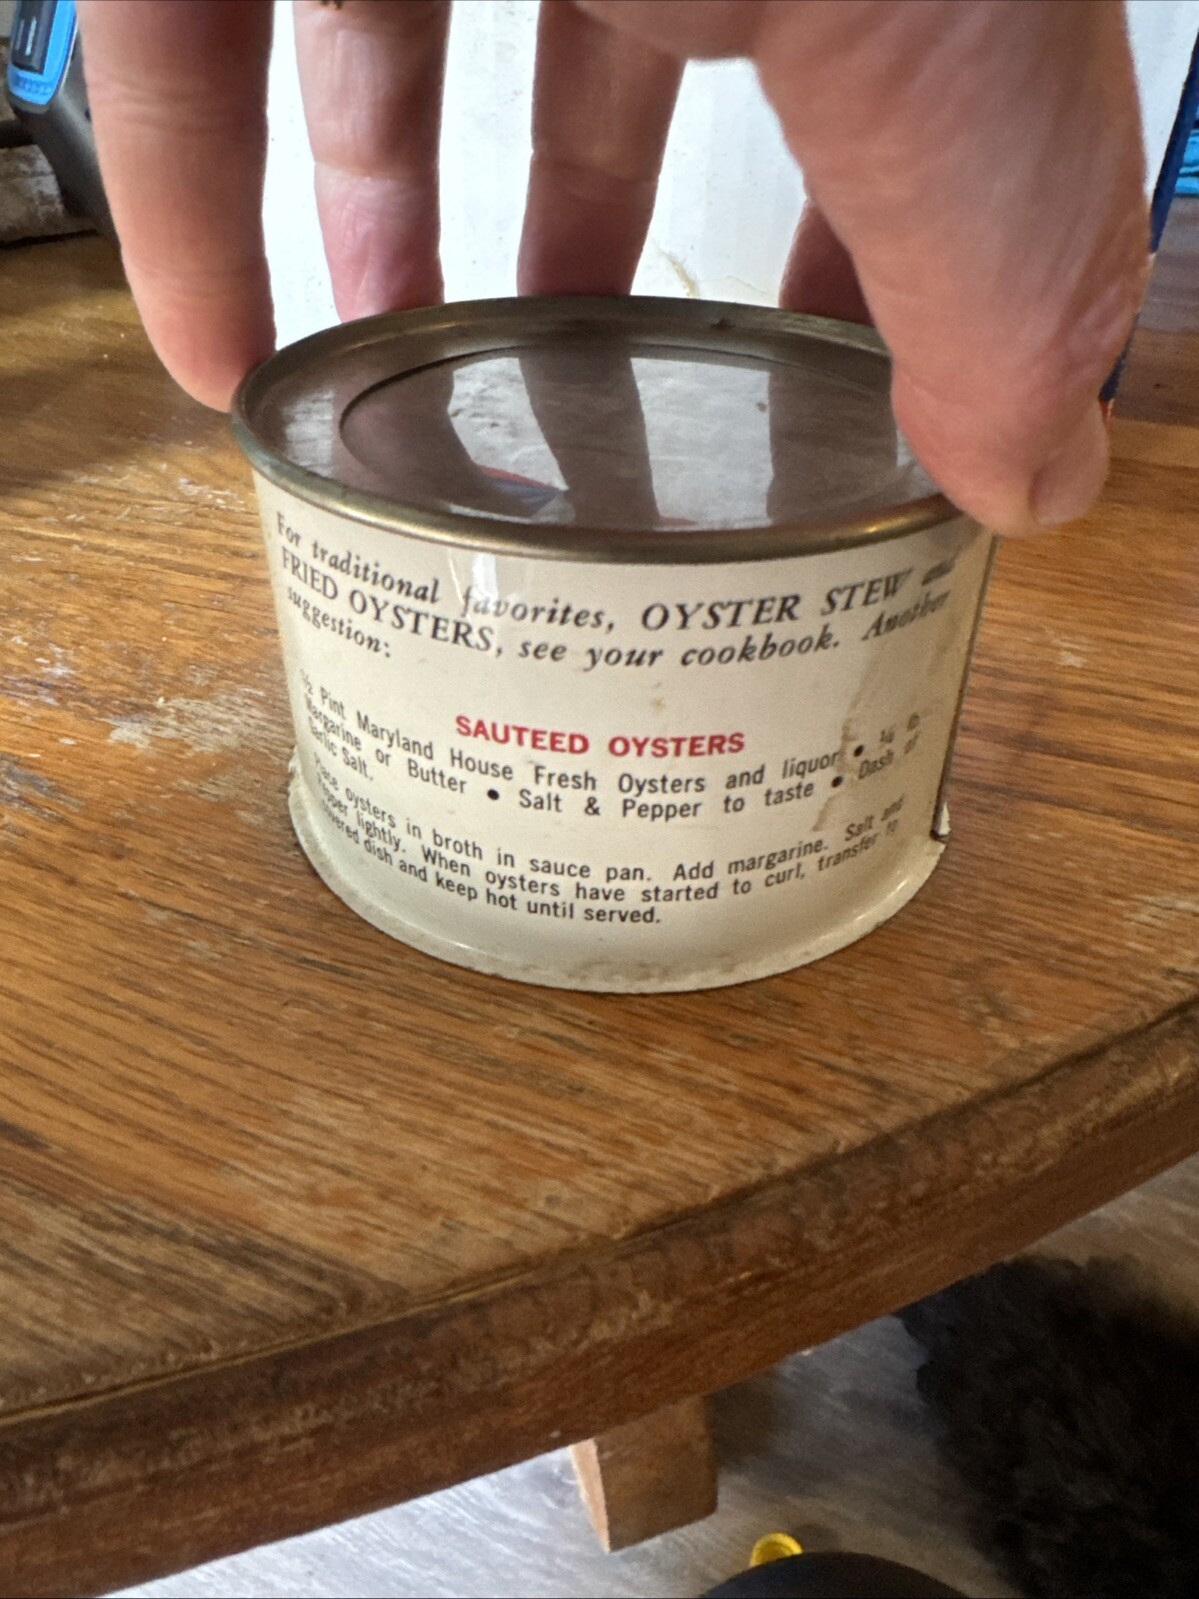 For traditional favorites, OYSTER STEW and
FRIED OYSTERS, see your cookbook. Another
suggestion:
SAUTEED OYSTERS
½ Pint Maryland House Fresh Oysters and liquor • ¼ lb.
Margarine or Butter • Salt & Pepper to taste • Dash of
Garlic Salt.
Place oysters in broth in sauce pan. Add margarine. Salt and
Pepper lightly. When oysters have started to curl, transfer to
covered dish and keep hot until served.